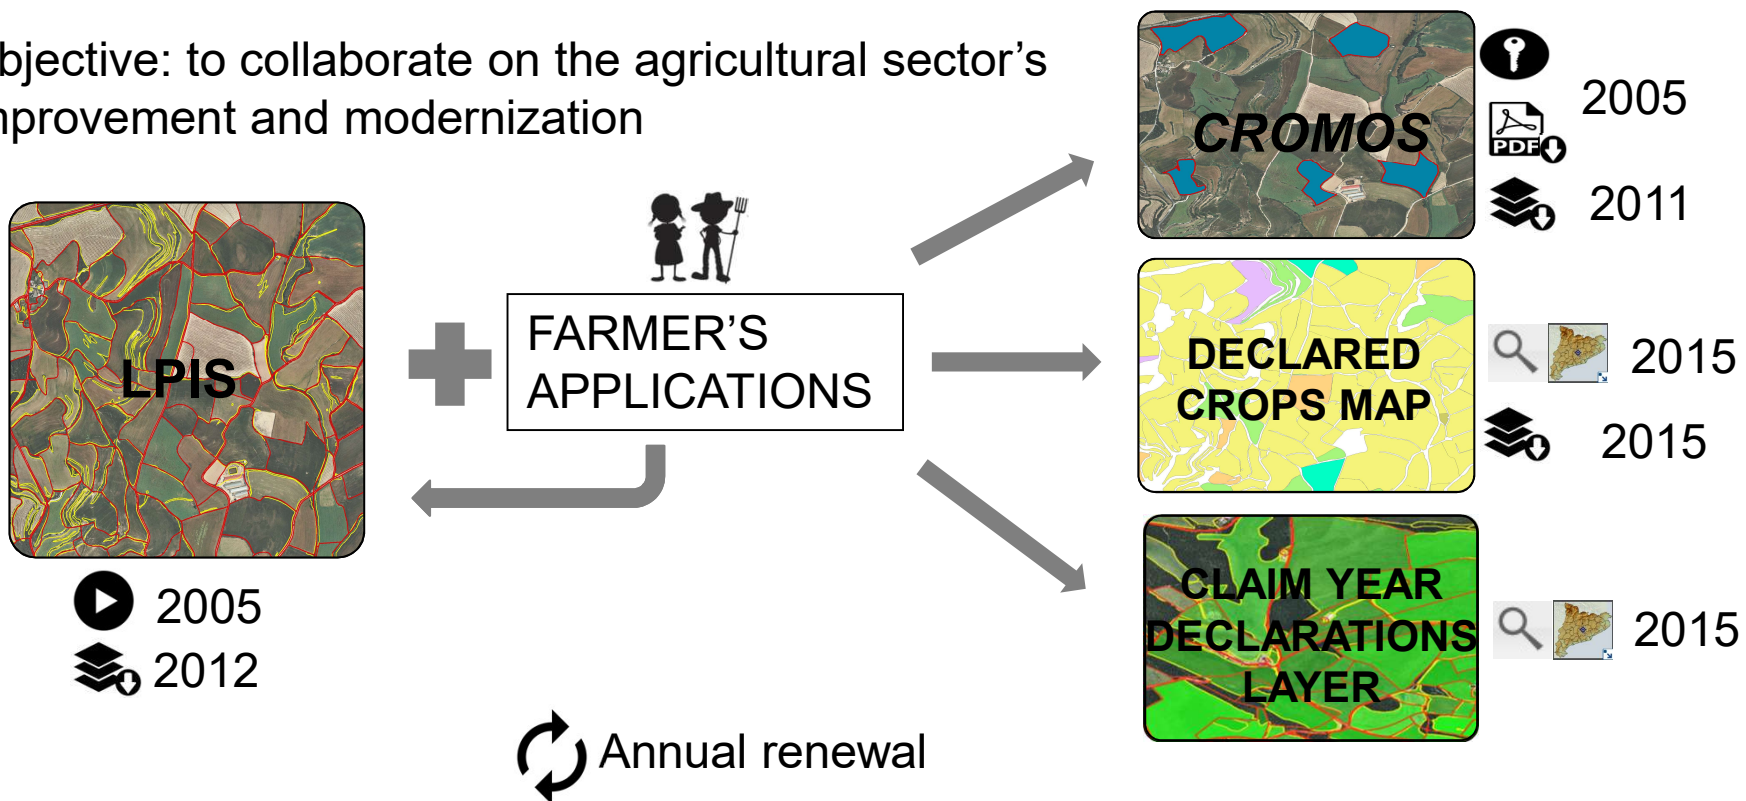 bjective: to collaborate on the agricultural sector’s
provement and modernization
CROMOS
2005
PDF
2011
LPIS
FARMER’S
APPLICATIONS
DECLARED
CROPS MAP
2015
2015
2005
2012
CLAIM YEAR
DECLARATIONS
LAYER
2015
Annual renewal